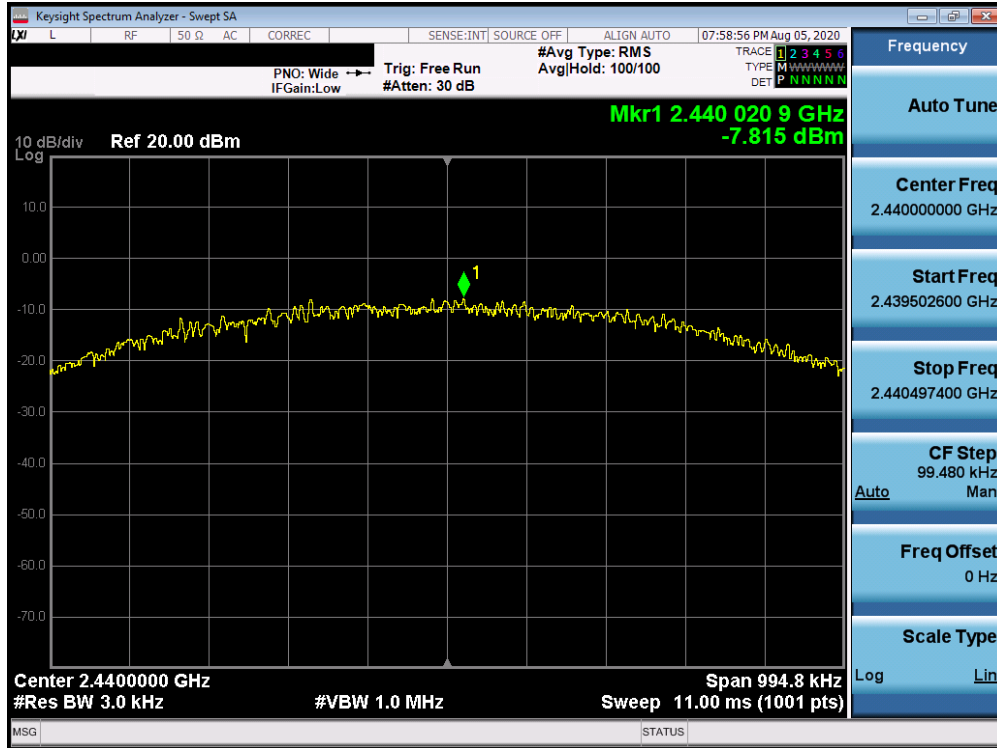 Keysight Spectrum Analyzer - Swept SA
LXI L RF 50 Ω AC CORREC SENSE:INT SOURCE OFF ALIGN AUTO 07:58:56 PM Aug 05, 2020
#Avg Type: RMS TRACE 1 2 3 4 5 6
PNO: Wide Trig: Free Run Avg|Hold: 100/100 TYPE M W W W W W
IFGain:Low #Atten: 30 dB DET P N N N N N
Mkr1 2.440 020 9 GHz
-7.815 dBm
10 dB/div Ref 20.00 dBm
Log
10.0
0.00
-10.0
-20.0
-30.0
-40.0
-50.0
-60.0
-70.0
1
Center 2.4400000 GHz Span 994.8 kHz
#Res BW 3.0 kHz #VBW 1.0 MHz Sweep 11.00 ms (1001 pts)
MSG STATUS
Frequency
Auto Tune
Center Freq
2.440000000 GHz
Start Freq
2.439502600 GHz
Stop Freq
2.440497400 GHz
CF Step
99.480 kHz
Auto Man
Freq Offset
0 Hz
Scale Type
Log Lin